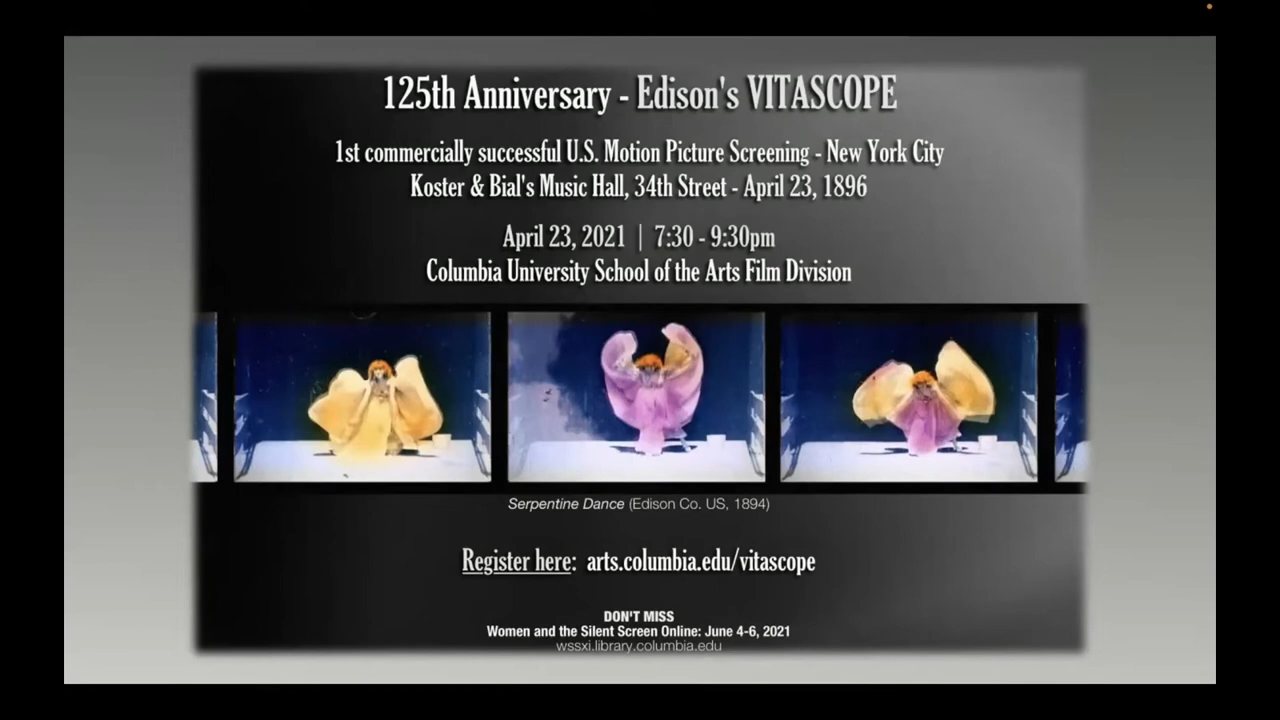 125th Anniversary - Edison's VITASCOPE
1st commercially successful U.S. Motion Picture Screening - New York City
Koster & Bial's Music Hall, 34th Street - April 23, 1896
April 23, 2021 | 7:30 - 9:30pm
Columbia University School of the Arts Film Division
Serpentine Dance (Edison Co. US, 1894)
Register here: arts.columbia.edu/vitascope
DON'T MISS
Women and the Silent Screen Online: June 4-6, 2021
wssxi.library.columbia.edu